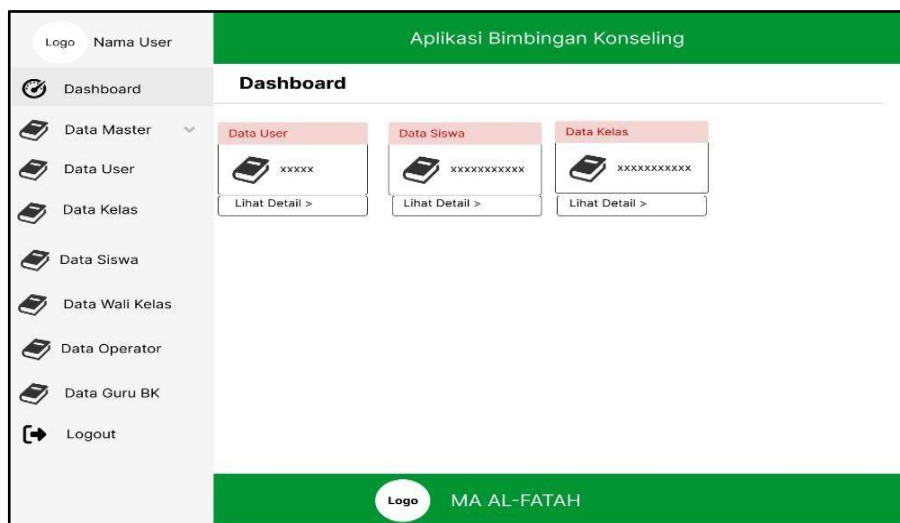 Logo Nama User
Aplikasi Bimbingan Konseling
Dashboard
Data Master
Data User
Data Kelas
Data Siswa
Data Wali Kelas
Data Operator
Data Guru BK
Logout
Dashboard
Data User
xxxxx
Lihat Detail >
Data Siswa
xxxxxxxxxxx
Lihat Detail >
Data Kelas
xxxxxxxxxxx
Lihat Detail >
Logo MA AL-FATAH